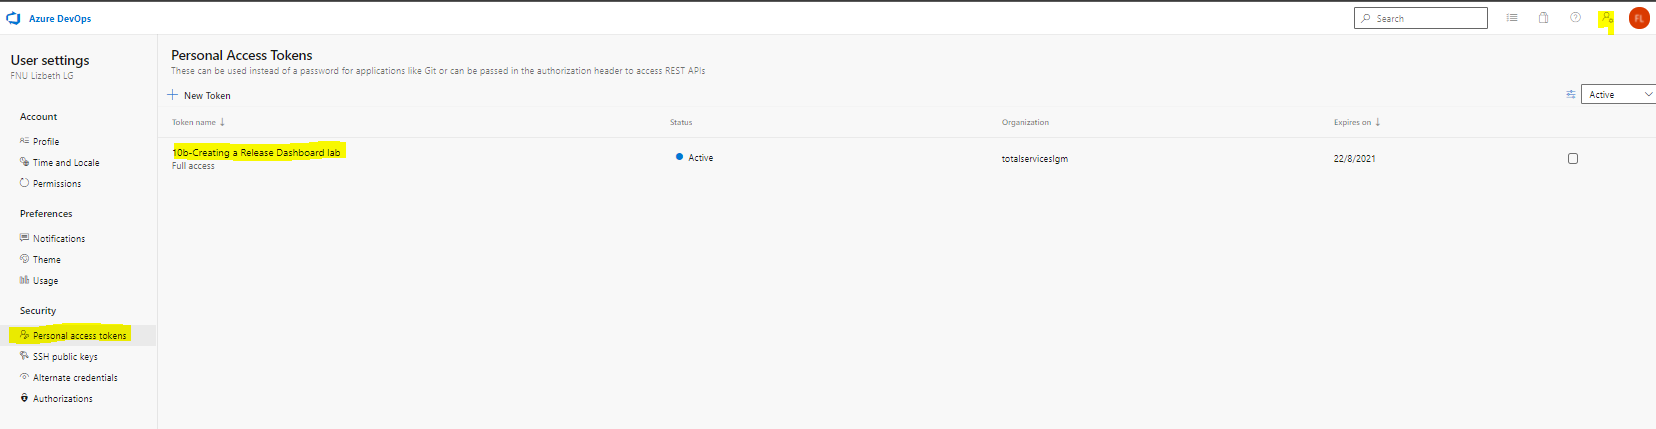 Azure DevOps
Search
FL
User settings
FNU Lizbeth LG
Account
Profile
Time and Locale
Permissions
Preferences
Notifications
Theme
Usage
Security
Personal access tokens
SSH public keys
Alternate credentials
Authorizations
Personal Access Tokens
These can be used instead of a password for applications like Git or can be passed in the authorization header to access REST APIs
New Token
Active
Token name ↓ Status Organization Expires on ↓
10b-Creating a Release Dashboard lab
Full access
Active totalserviceslgm 22/8/2021